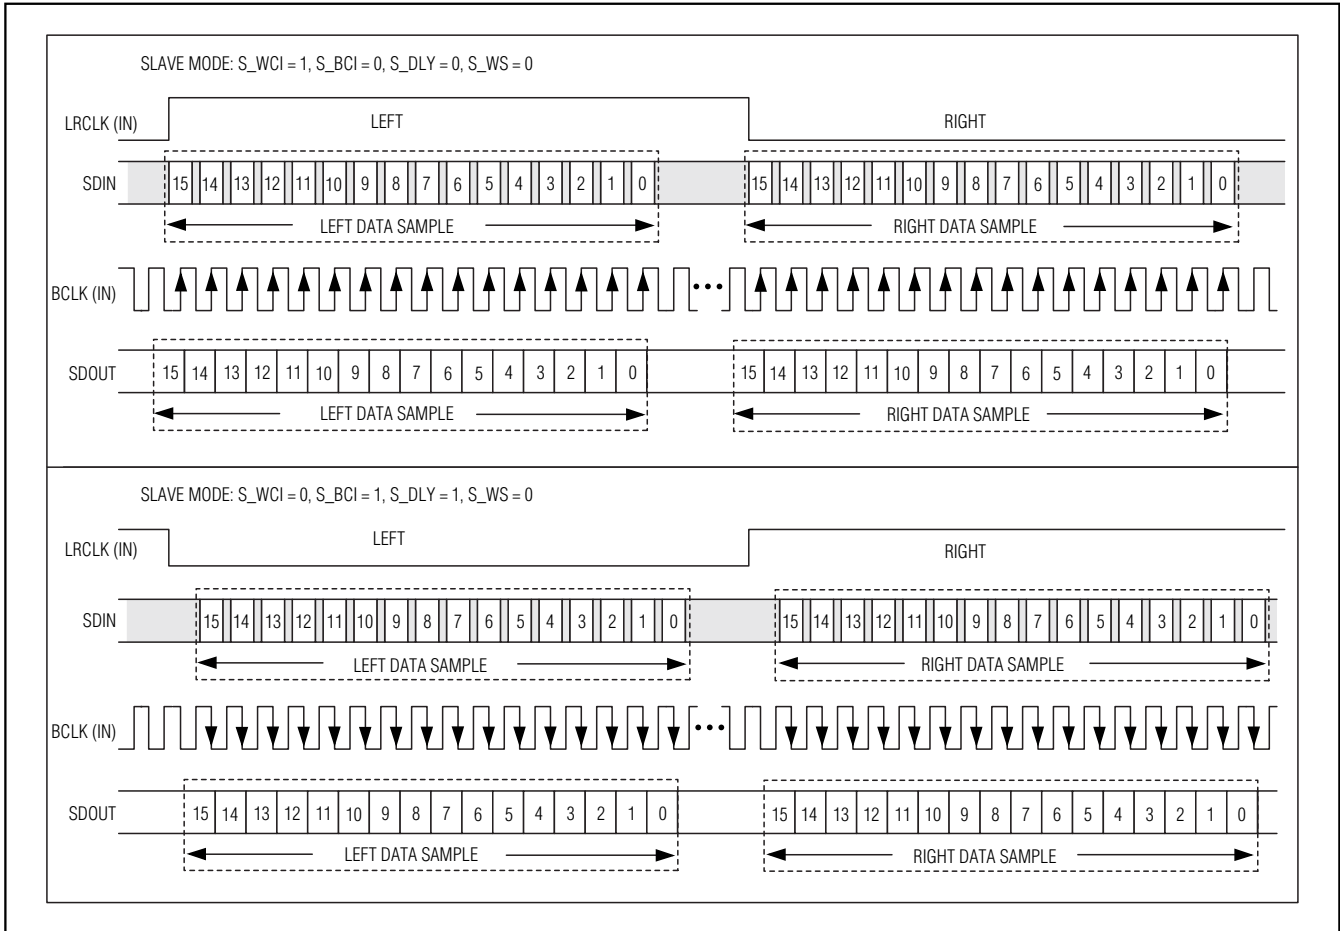 SLAVE MODE: S_WCI = 1, S_BCI = 0, S_DLY = 0, S_WS = 0
LRCLK (IN) LEFT RIGHT
SDIN 15 14 13 12 11 10 9 8 7 6 5 4 3 2 1 0 15 14 13 12 11 10 9 8 7 6 5 4 3 2 1 0
LEFT DATA SAMPLE RIGHT DATA SAMPLE
BCLK (IN)
SDOUT 15 14 13 12 11 10 9 8 7 6 5 4 3 2 1 0 15 14 13 12 11 10 9 8 7 6 5 4 3 2 1 0
LEFT DATA SAMPLE RIGHT DATA SAMPLE
SLAVE MODE: S_WCI = 0, S_BCI = 1, S_DLY = 1, S_WS = 0
LRCLK (IN) LEFT RIGHT
SDIN 15 14 13 12 11 10 9 8 7 6 5 4 3 2 1 0 15 14 13 12 11 10 9 8 7 6 5 4 3 2 1 0
LEFT DATA SAMPLE RIGHT DATA SAMPLE
BCLK (IN)
SDOUT 15 14 13 12 11 10 9 8 7 6 5 4 3 2 1 0 15 14 13 12 11 10 9 8 7 6 5 4 3 2 1 0
LEFT DATA SAMPLE RIGHT DATA SAMPLE